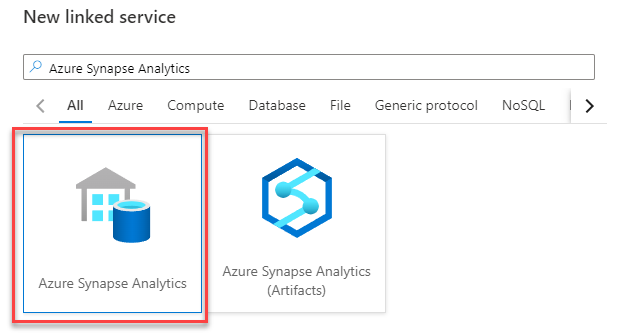 New linked service
Azure Synapse Analytics
All Azure Compute Database File Generic protocol NoSQL
Azure Synapse Analytics
Azure Synapse Analytics
(Artifacts)